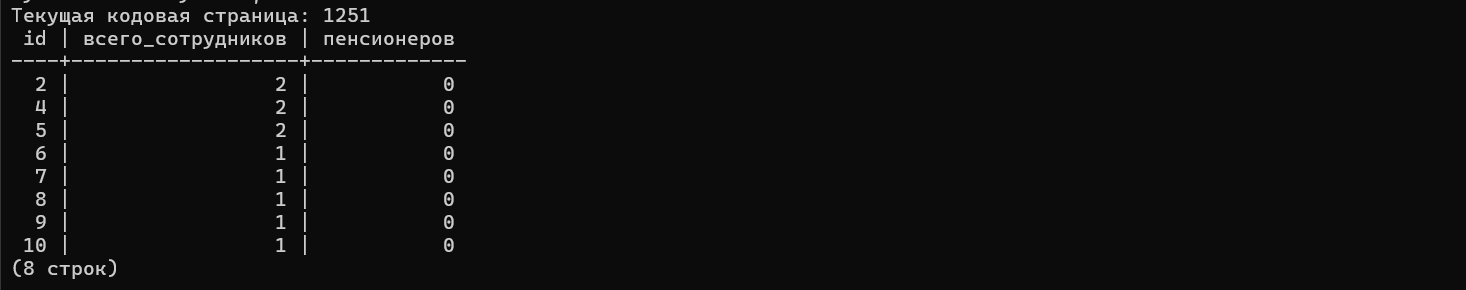 Текущая кодовая страница: 1251
 id | всего_сотрудников | пенсионеров
----+-------------------+-------------
  2 |                 2 |           0
  4 |                 2 |           0
  5 |                 2 |           0
  6 |                 1 |           0
  7 |                 1 |           0
  8 |                 1 |           0
  9 |                 1 |           0
 10 |                 1 |           0
(8 строк)